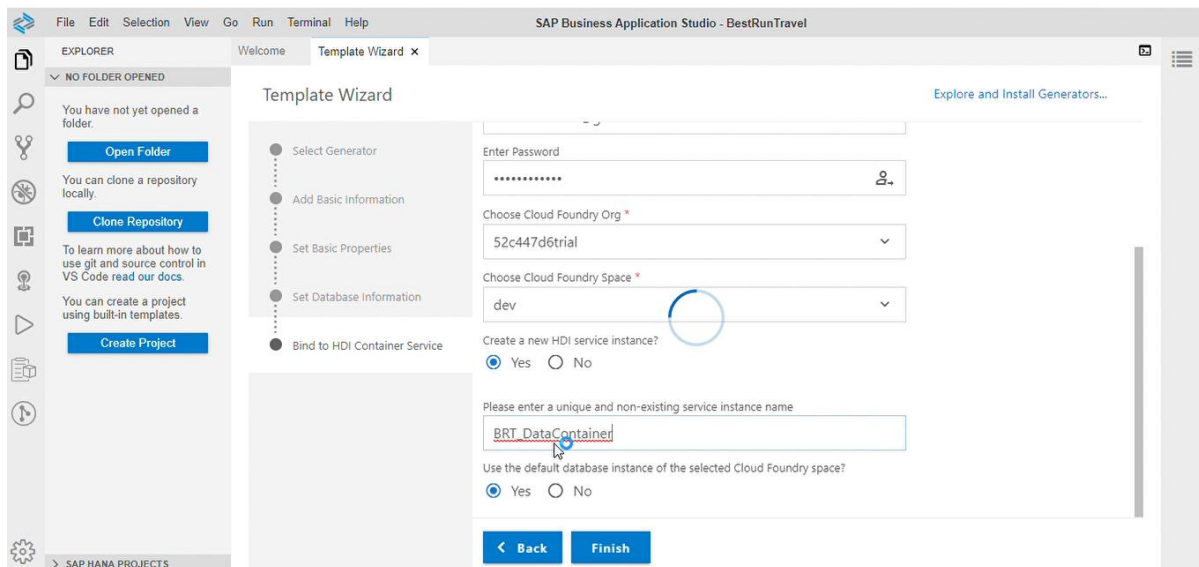 File Edit Selection View Go Run Terminal Help
SAP Business Application Studio - BestRunTravel
EXPLORER
NO FOLDER OPENED
You have not yet opened a
folder.
Open Folder
You can clone a repository
locally.
Clone Repository
To learn more about how to
use git and source control in
VS Code read our docs.
You can create a project
using built-in templates.
Create Project
SAP HANA PROJECTS
Welcome
Template Wizard
Template Wizard
Explore and Install Generators...
Select Generator
Add Basic Information
Set Basic Properties
Set Database Information
Bind to HDI Container Service
Enter Password
••••••••••••
Choose Cloud Foundry Org *
52c447d6trial
Choose Cloud Foundry Space *
dev
Create a new HDI service instance?
Yes No
Please enter a unique and non-existing service instance name
BRT_DataContainer
Use the default database instance of the selected Cloud Foundry space?
Yes No
Back Finish